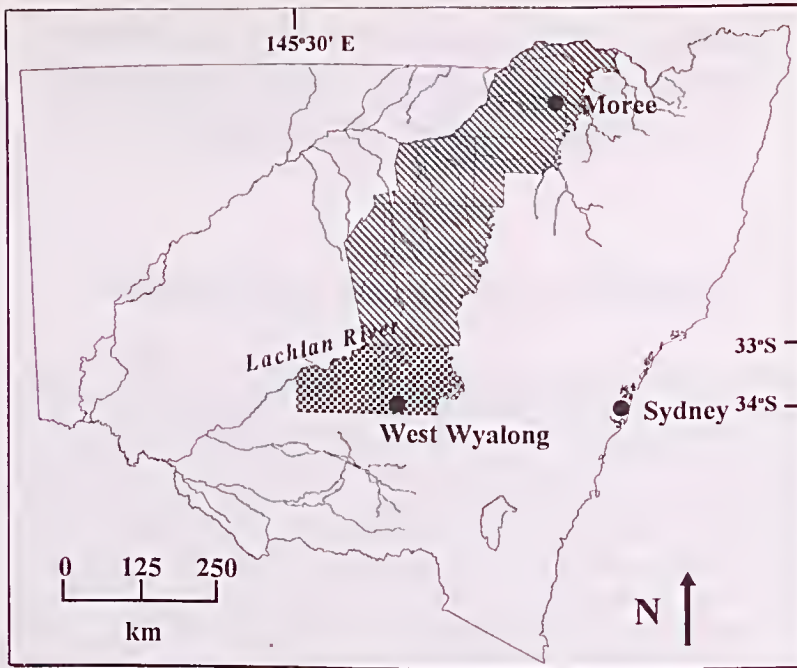 145°30' E
Moree
Lachlan River
33°S
Sydney 34°S
West Wyalong
0 125 250
km
N